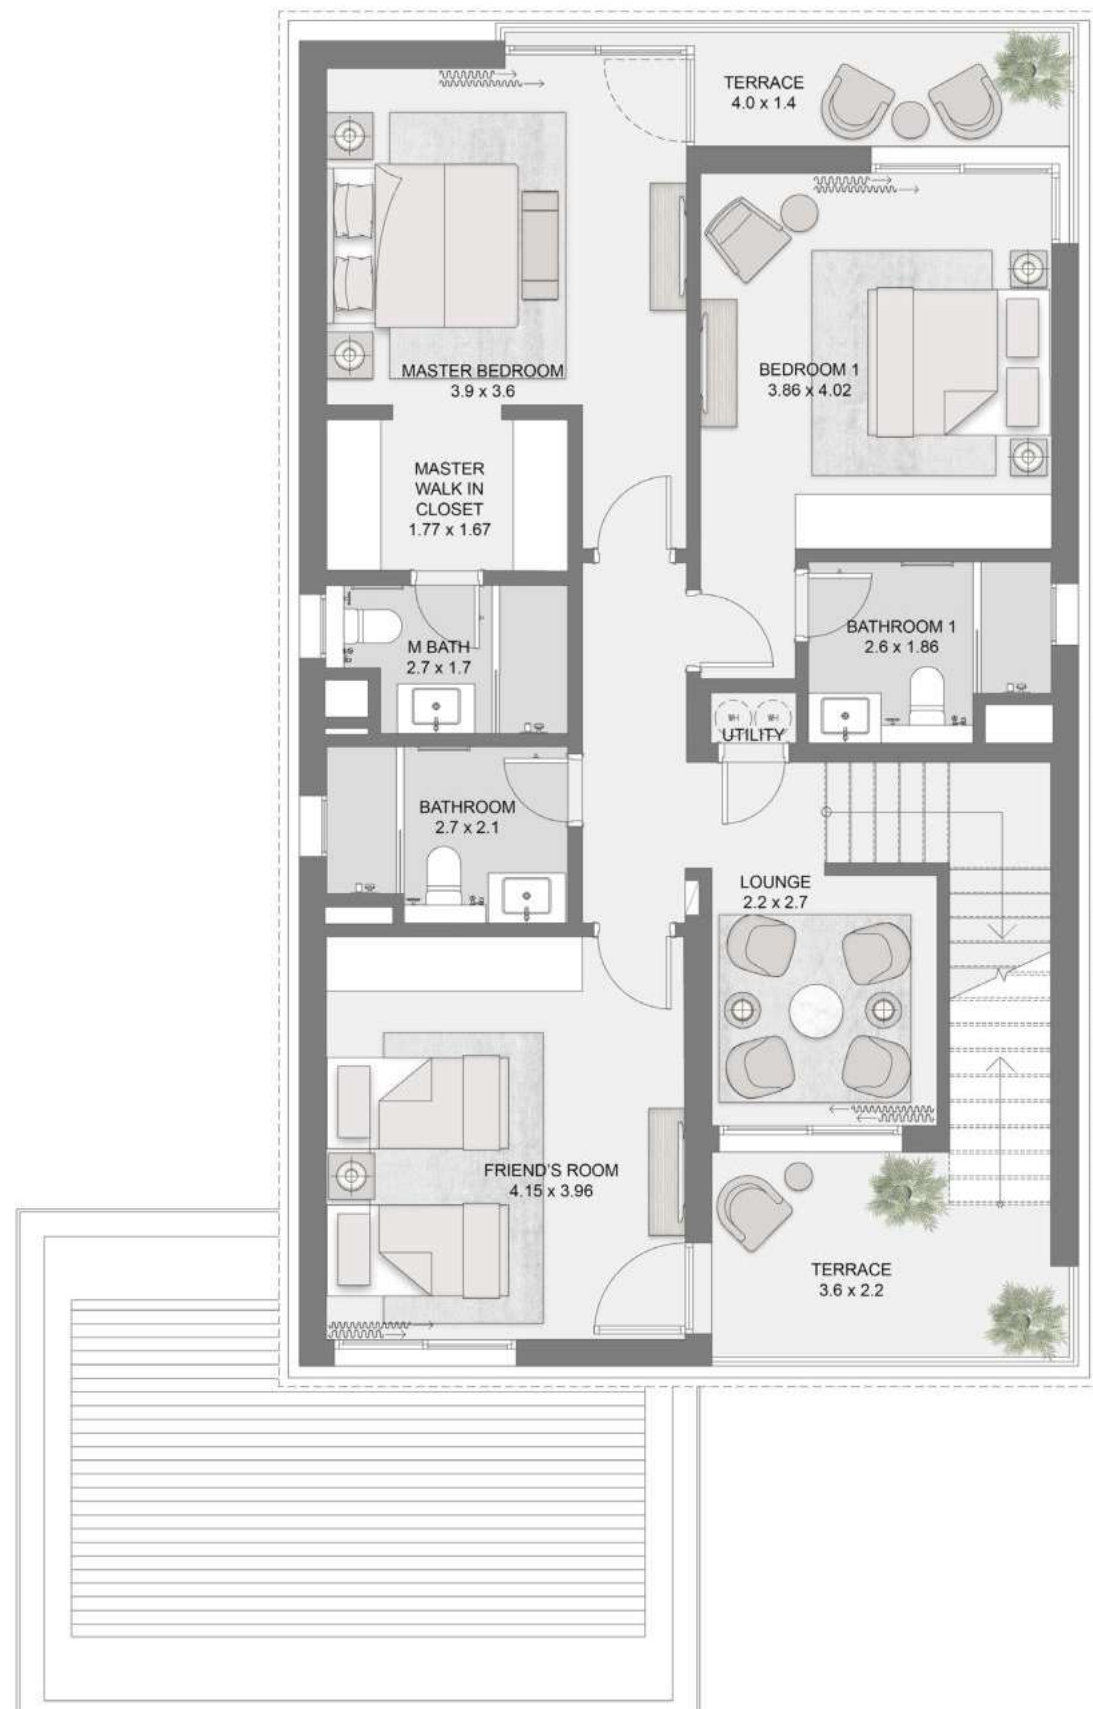 TERRACE
4.0 x 1.4
MASTER BEDROOM
3.9 x 3.6
BEDROOM 1
3.86 x 4.02
MASTER
WALK IN
CLOSET
1.77 x 1.67
M BATH
2.7 x 1.7
BATHROOM 1
2.6 x 1.86
WH
WH
UTILITY
BATHROOM
2.7 x 2.1
LOUNGE
2.2 x 2.7
FRIEND'S ROOM
4.15 x 3.96
TERRACE
3.6 x 2.2